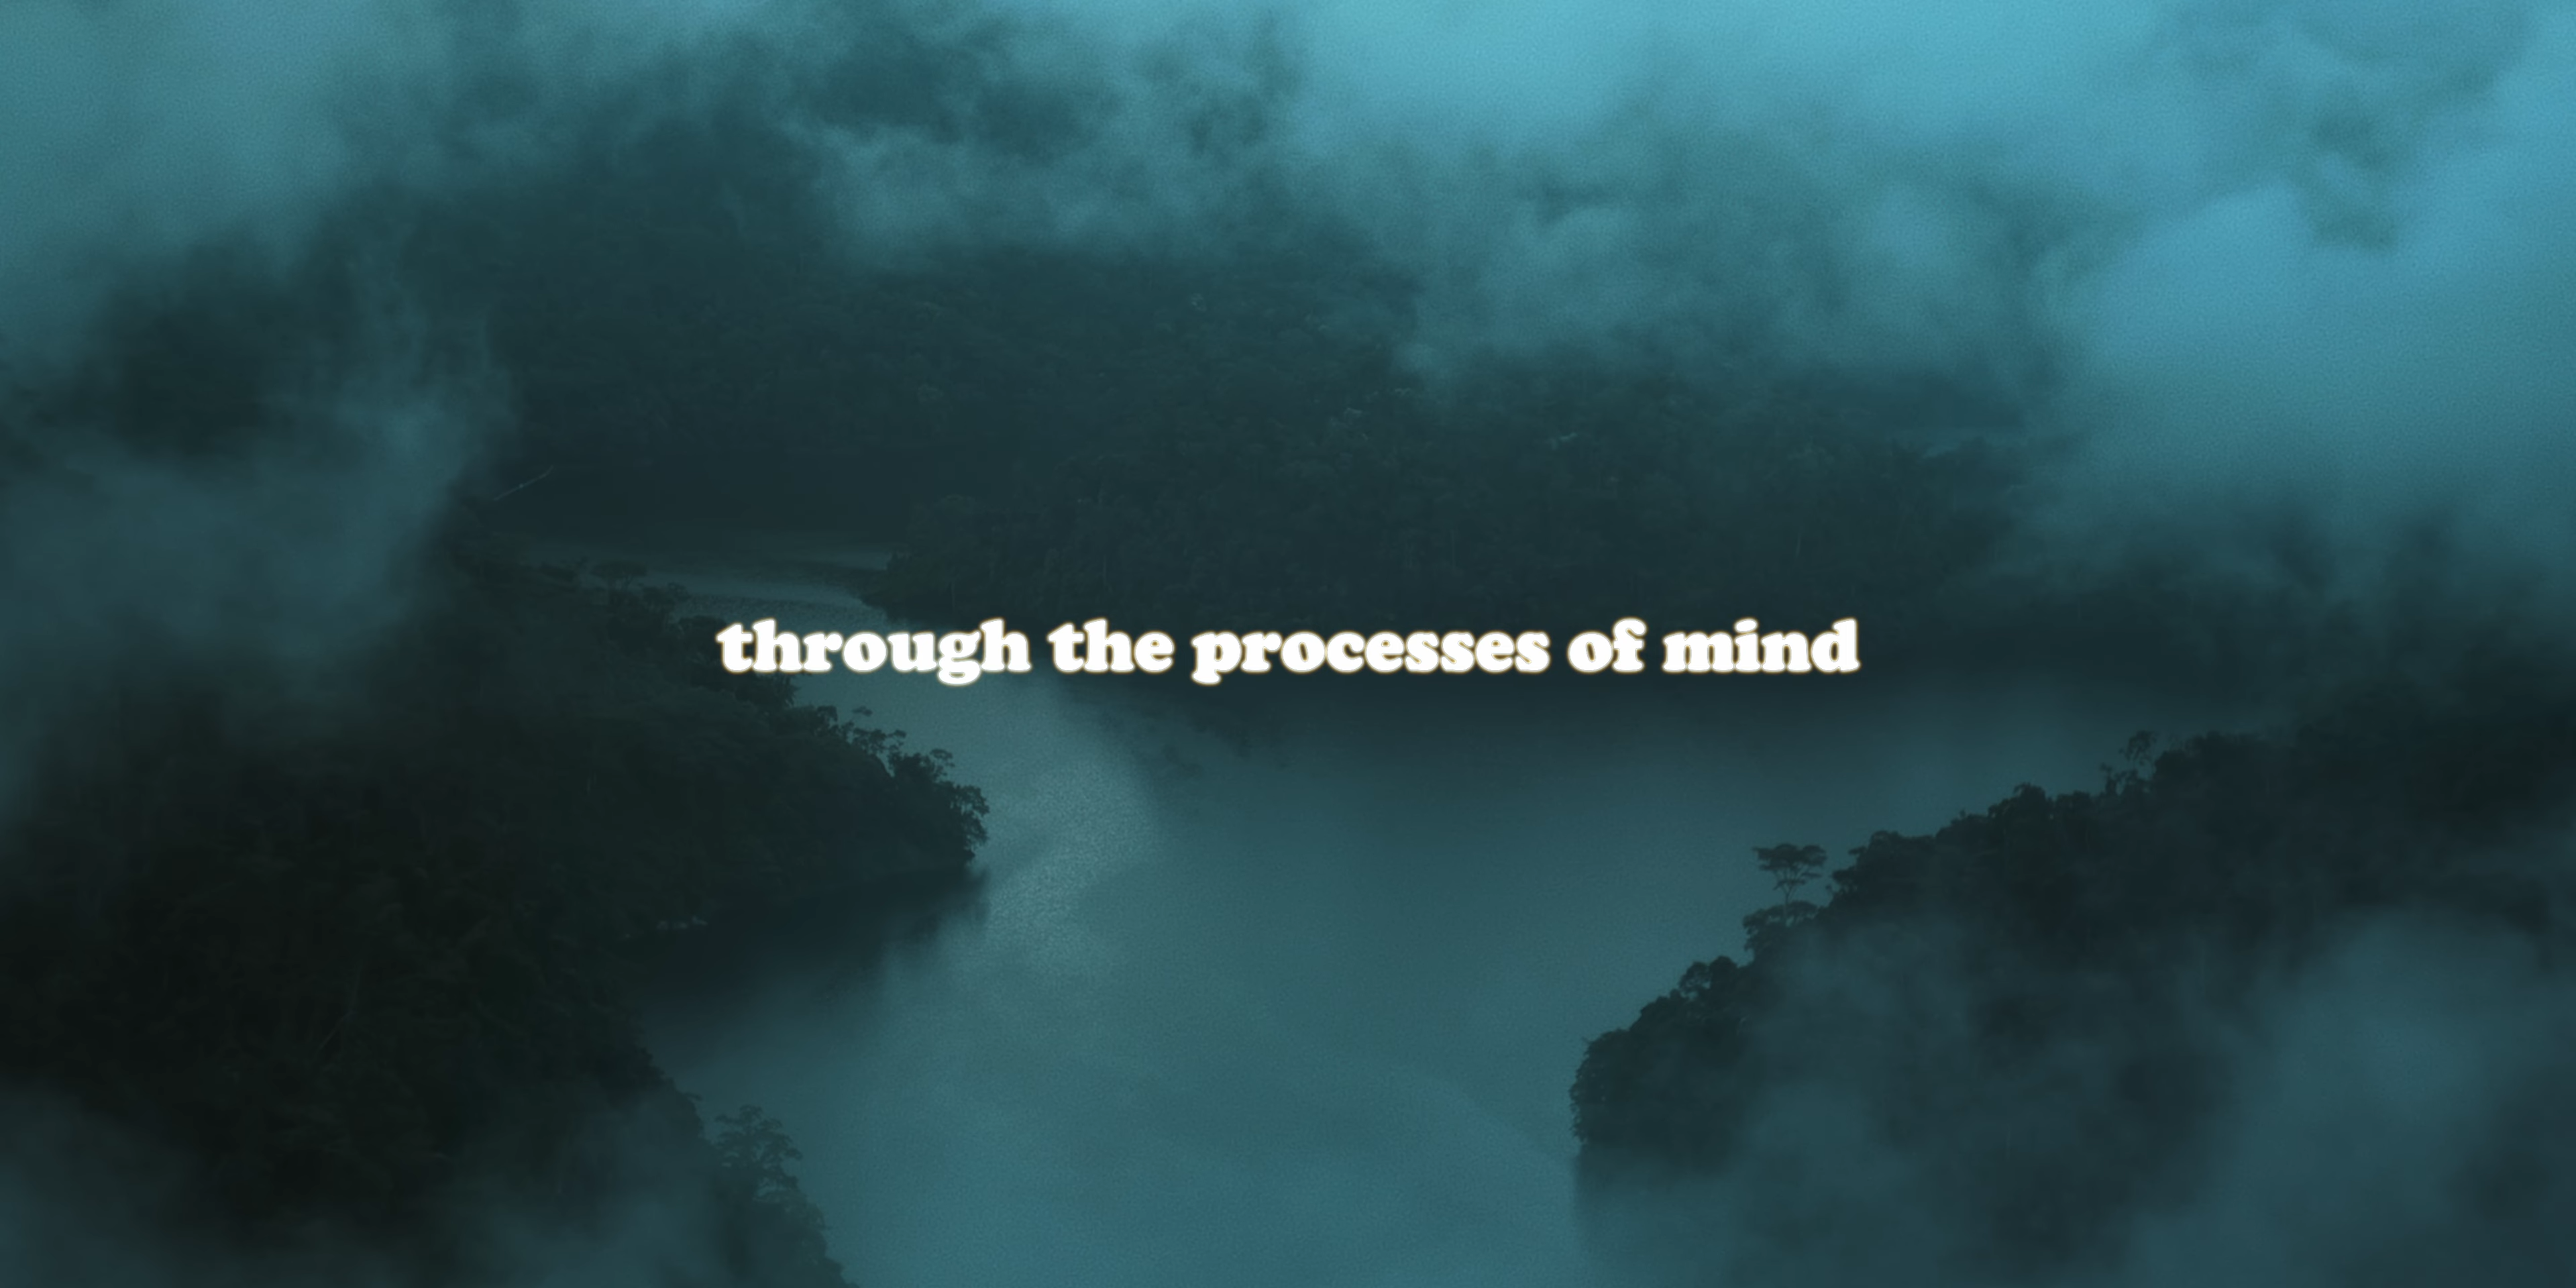 through the processes of mind